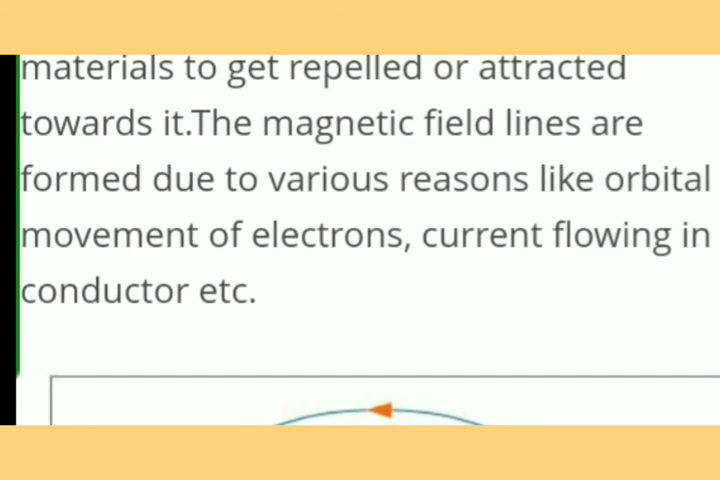 materials to get repelled or attracted
towards it.The magnetic field lines are
formed due to various reasons like orbital
movement of electrons, current flowing in
conductor etc.